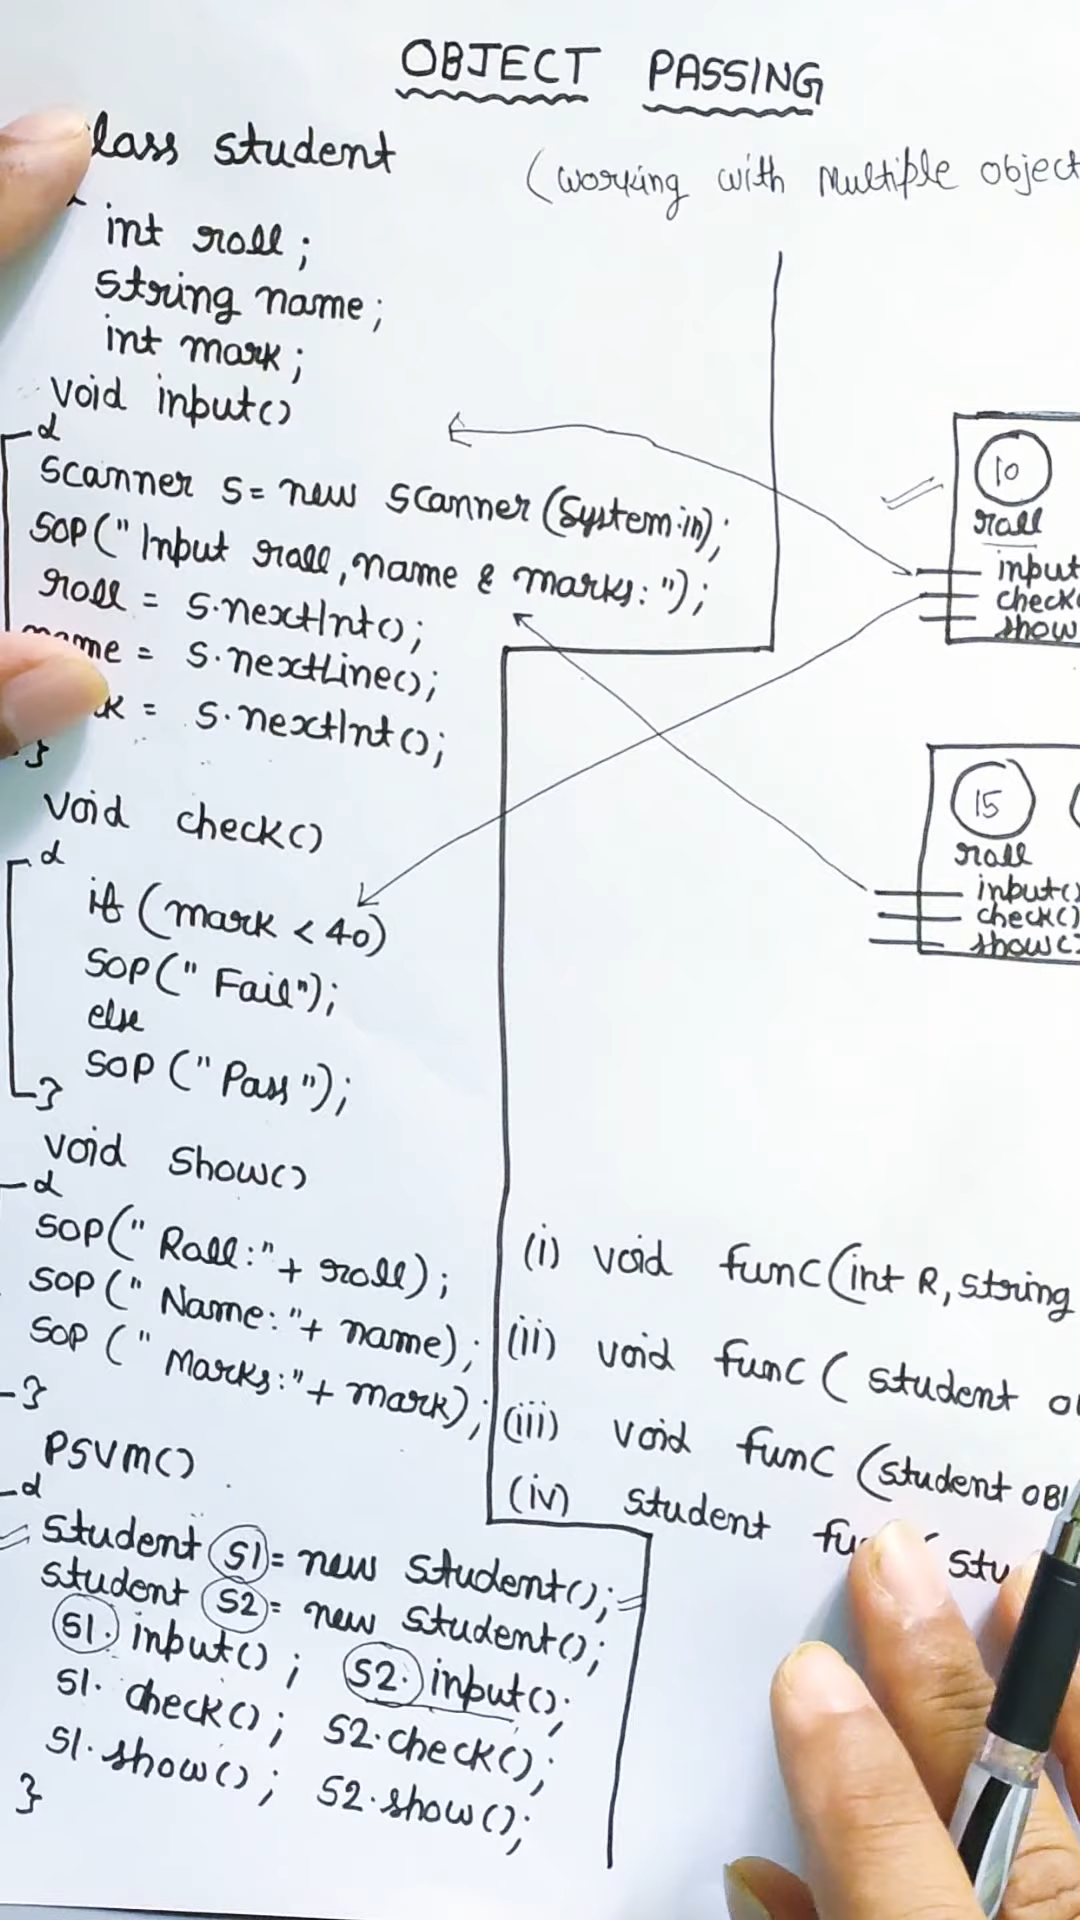 OBJECT PASSING
lass student
(working with Multiple object
int roll;
string name;
int mark;
void input()
{
scanner s= new scanner(System.in);
SOP("Input roll, name & marks:");
roll = s.nextInt();
me = s.nextLine();
k = s.nextInt();
}
void check()
{
if (mark < 40)
SOP("Fail");
else
SOP("Pass");
}
void show()
{
SOP("Roll:"+ roll);
SOP("Name:"+ name);
SOP("Marks:"+ mark);
}
PSVM()
{
student S1= new student();
student S2= new student();
S1. input(); S2. input();
S1. check(); S2.check();
S1.show(); S2.show();
}
10
roll
input
check(
show
15
roll
input()
check()
show(
(i) void func(int R, string
(ii) void func( student
(iii) void func (student OBJ
(iv) student fu ( stu